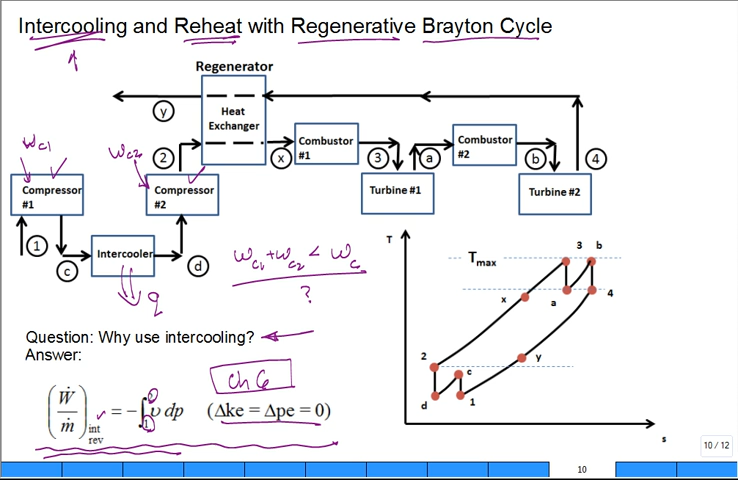 Intercooling and Reheat with Regenerative Brayton Cycle
Regenerator
y
Heat
Exchanger
2
x
Combustor
#1
3
a
Combustor
#2
b
4
Turbine #1
Turbine #2
Wc1
Wc2
Compressor
#1
Compressor
#2
1
c
Intercooler
d
q
Wc1 + Wc2 < Wc
?
Question: Why use intercooling?
Answer:
Ch 6
(Ẇ/ṁ) int rev = -∫₁² υ dp (Δke = Δpe = 0)
T
Tmax
3 b
x
a
4
2
c
y
d
1
s
10 / 12
10